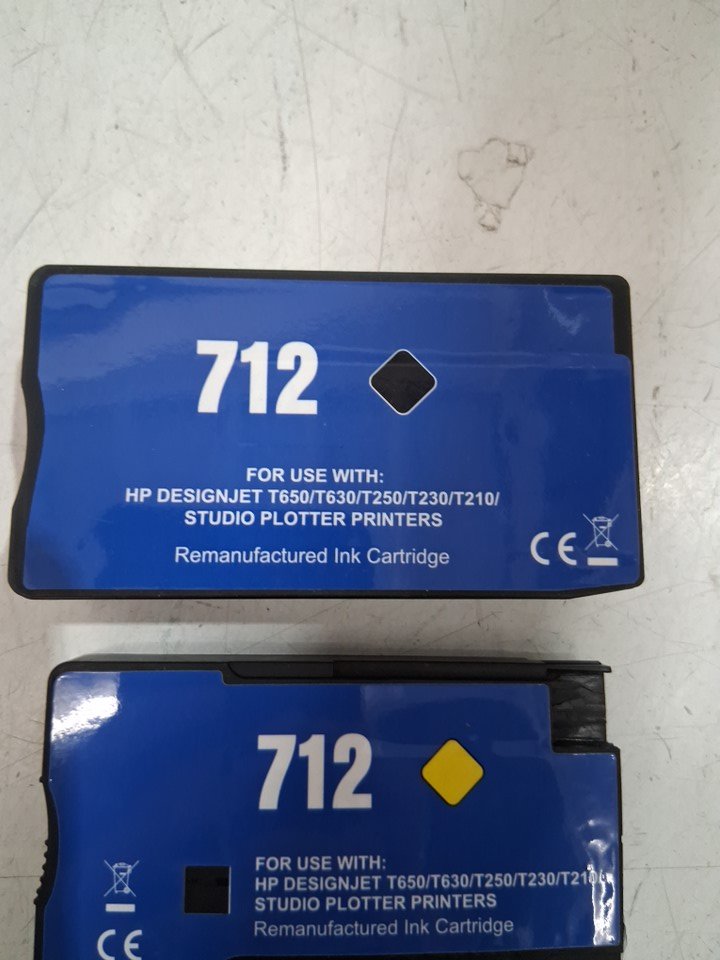 712
FOR USE WITH:
HP DESIGNJET T650/T630/T250/T230/T210/
STUDIO PLOTTER PRINTERS
Remanufactured Ink Cartridge
CE
712
FOR USE WITH:
HP DESIGNJET T650/T630/T250/T230/T210/
STUDIO PLOTTER PRINTERS
Remanufactured Ink Cartridge
CE